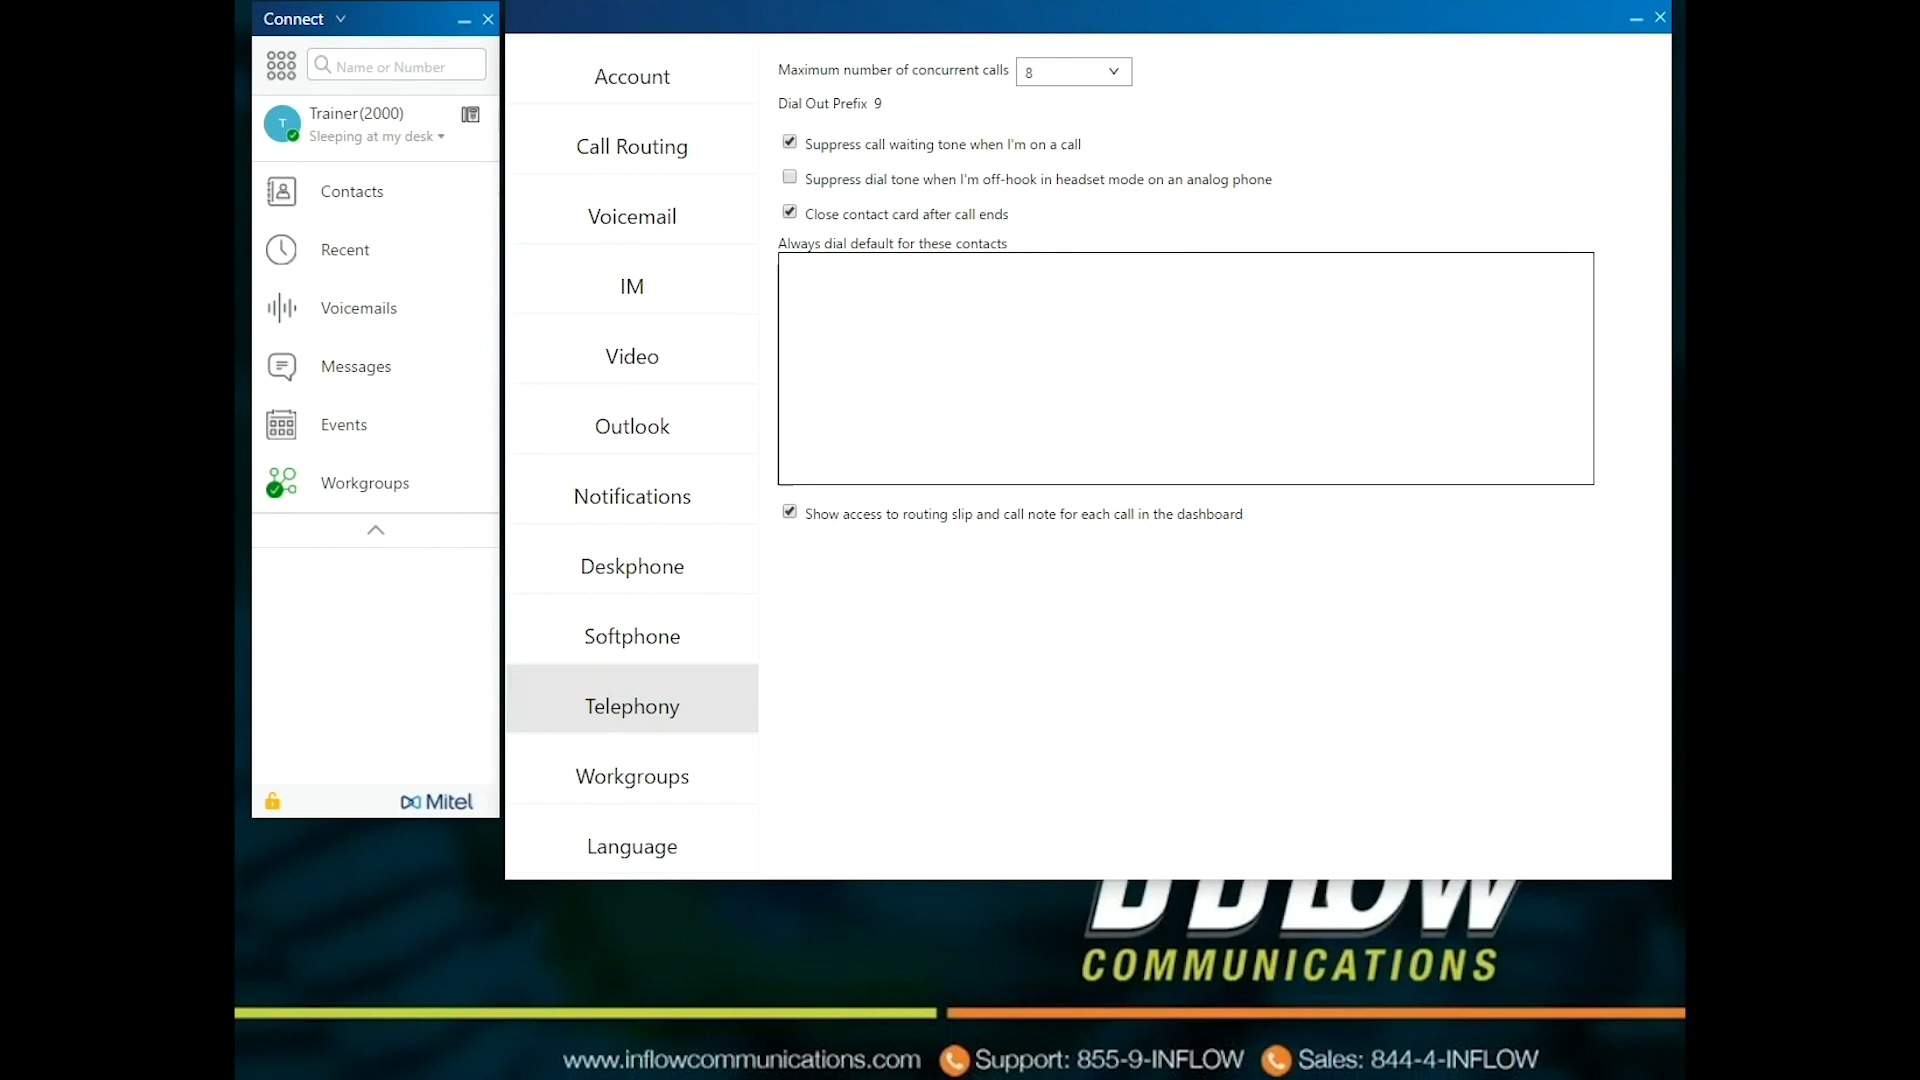 Connect
Name or Number
T
Trainer(2000)
Sleeping at my desk
Contacts
Recent
Voicemails
Messages
Events
Workgroups
Mitel
Account
Call Routing
Voicemail
IM
Video
Outlook
Notifications
Deskphone
Softphone
Telephony
Workgroups
Language
Maximum number of concurrent calls 8
Dial Out Prefix 9
Suppress call waiting tone when I'm on a call
Suppress dial tone when I'm off-hook in headset mode on an analog phone
Close contact card after call ends
Always dial default for these contacts
Show access to routing slip and call note for each call in the dashboard
COMMUNICATIONS
www.inflowcommunications.com Support: 855-9-INFLOW Sales: 844-4-INFLOW